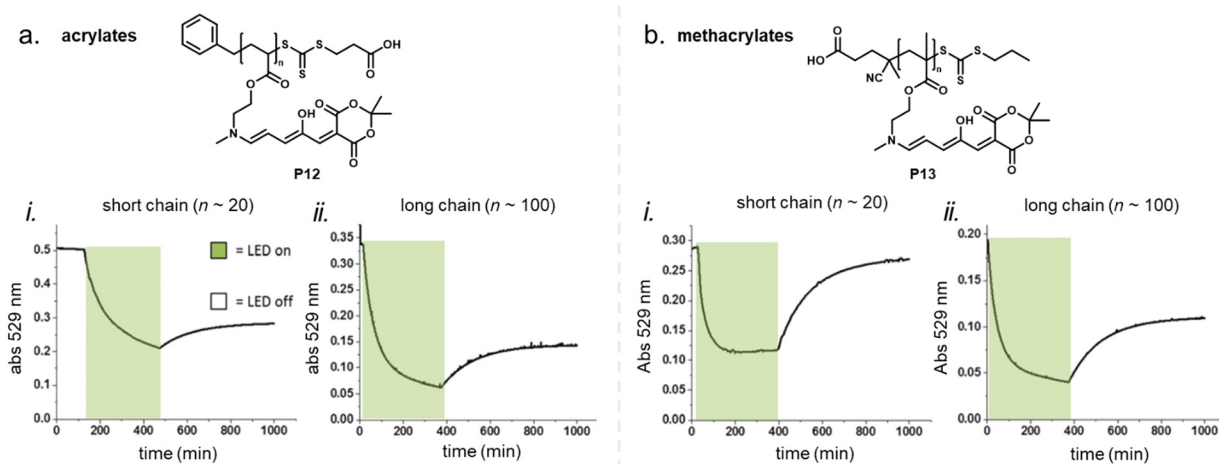 a. acrylates
n
S
S
S
OH
O
O
O
N
OH
O
O
O
O
P12
i.
short chain (n ~ 20)
abs 529 nm
0.5
0.4
0.3
0.2
0.1
0.0
0 200 400 600 800 1000
time (min)
= LED on
= LED off
ii.
long chain (n ~ 100)
abs 529 nm
0.35
0.30
0.25
0.20
0.15
0.10
0.05
0.00
0 200 400 600 800 1000
time (min)
b. methacrylates
O
HO
NC
n
S
S
S
O
O
N
OH
O
O
O
O
P13
i.
short chain (n ~ 20)
Abs 529 nm
0.30
0.25
0.20
0.15
0.10
0.05
0.00
0 200 400 600 800 1000
time (min)
ii.
long chain (n ~ 100)
Abs 529 nm
0.20
0.15
0.10
0.05
0.00
0 200 400 600 800 1000
time (min)